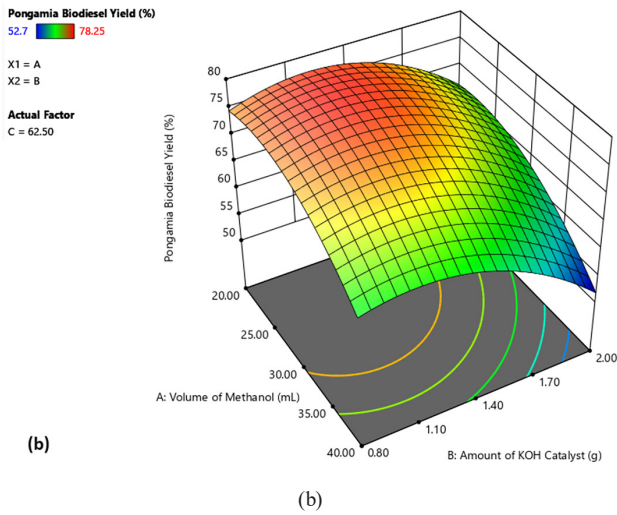 Pongamia Biodiesel Yield (%)
52.7 78.25
X1 = A
X2 = B
Actual Factor
C = 62.50
Pongamia Biodiesel Yield (%)
80
75
70
65
60
55
50
20.00
25.00
30.00
35.00
40.00
A: Volume of Methanol (mL)
0.80
1.10
1.40
1.70
2.00
B: Amount of KOH Catalyst (g)
(b)
(b)